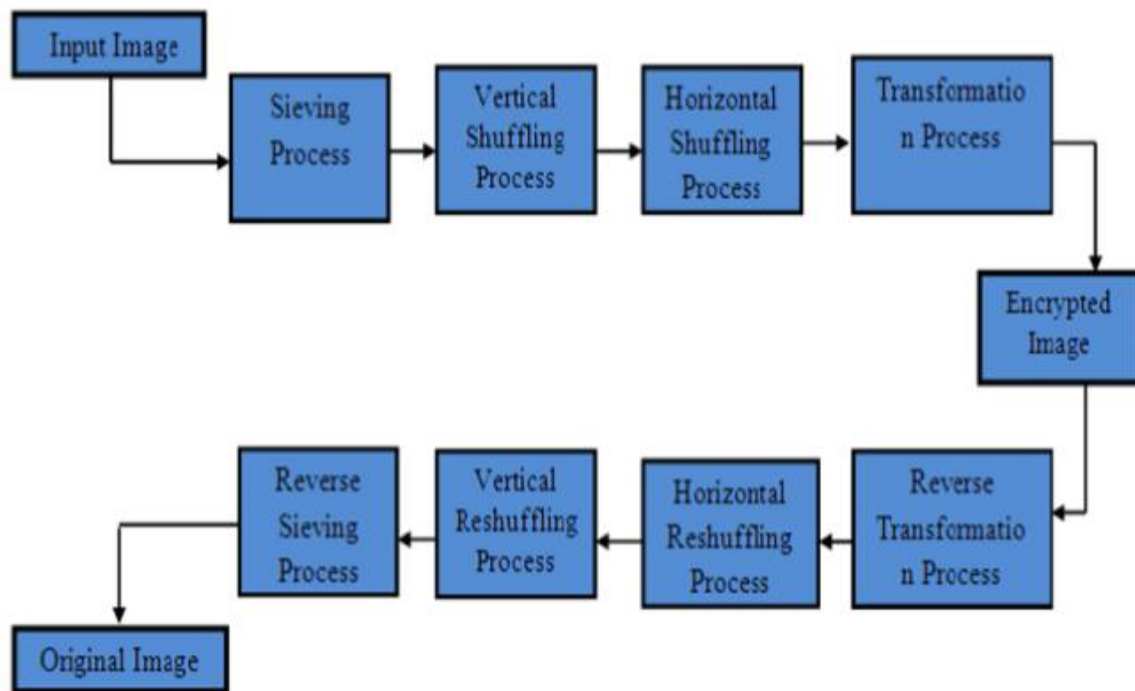 Input Image
Sieving
Process
Vertical
Shuffling
Process
Horizontal
Shuffling
Process
Transformatio
n Process
Encrypted
Image
Reverse
Transformatio
n Process
Horizontal
Reshuffling
Process
Vertical
Reshuffling
Process
Reverse
Sieving
Process
Original Image